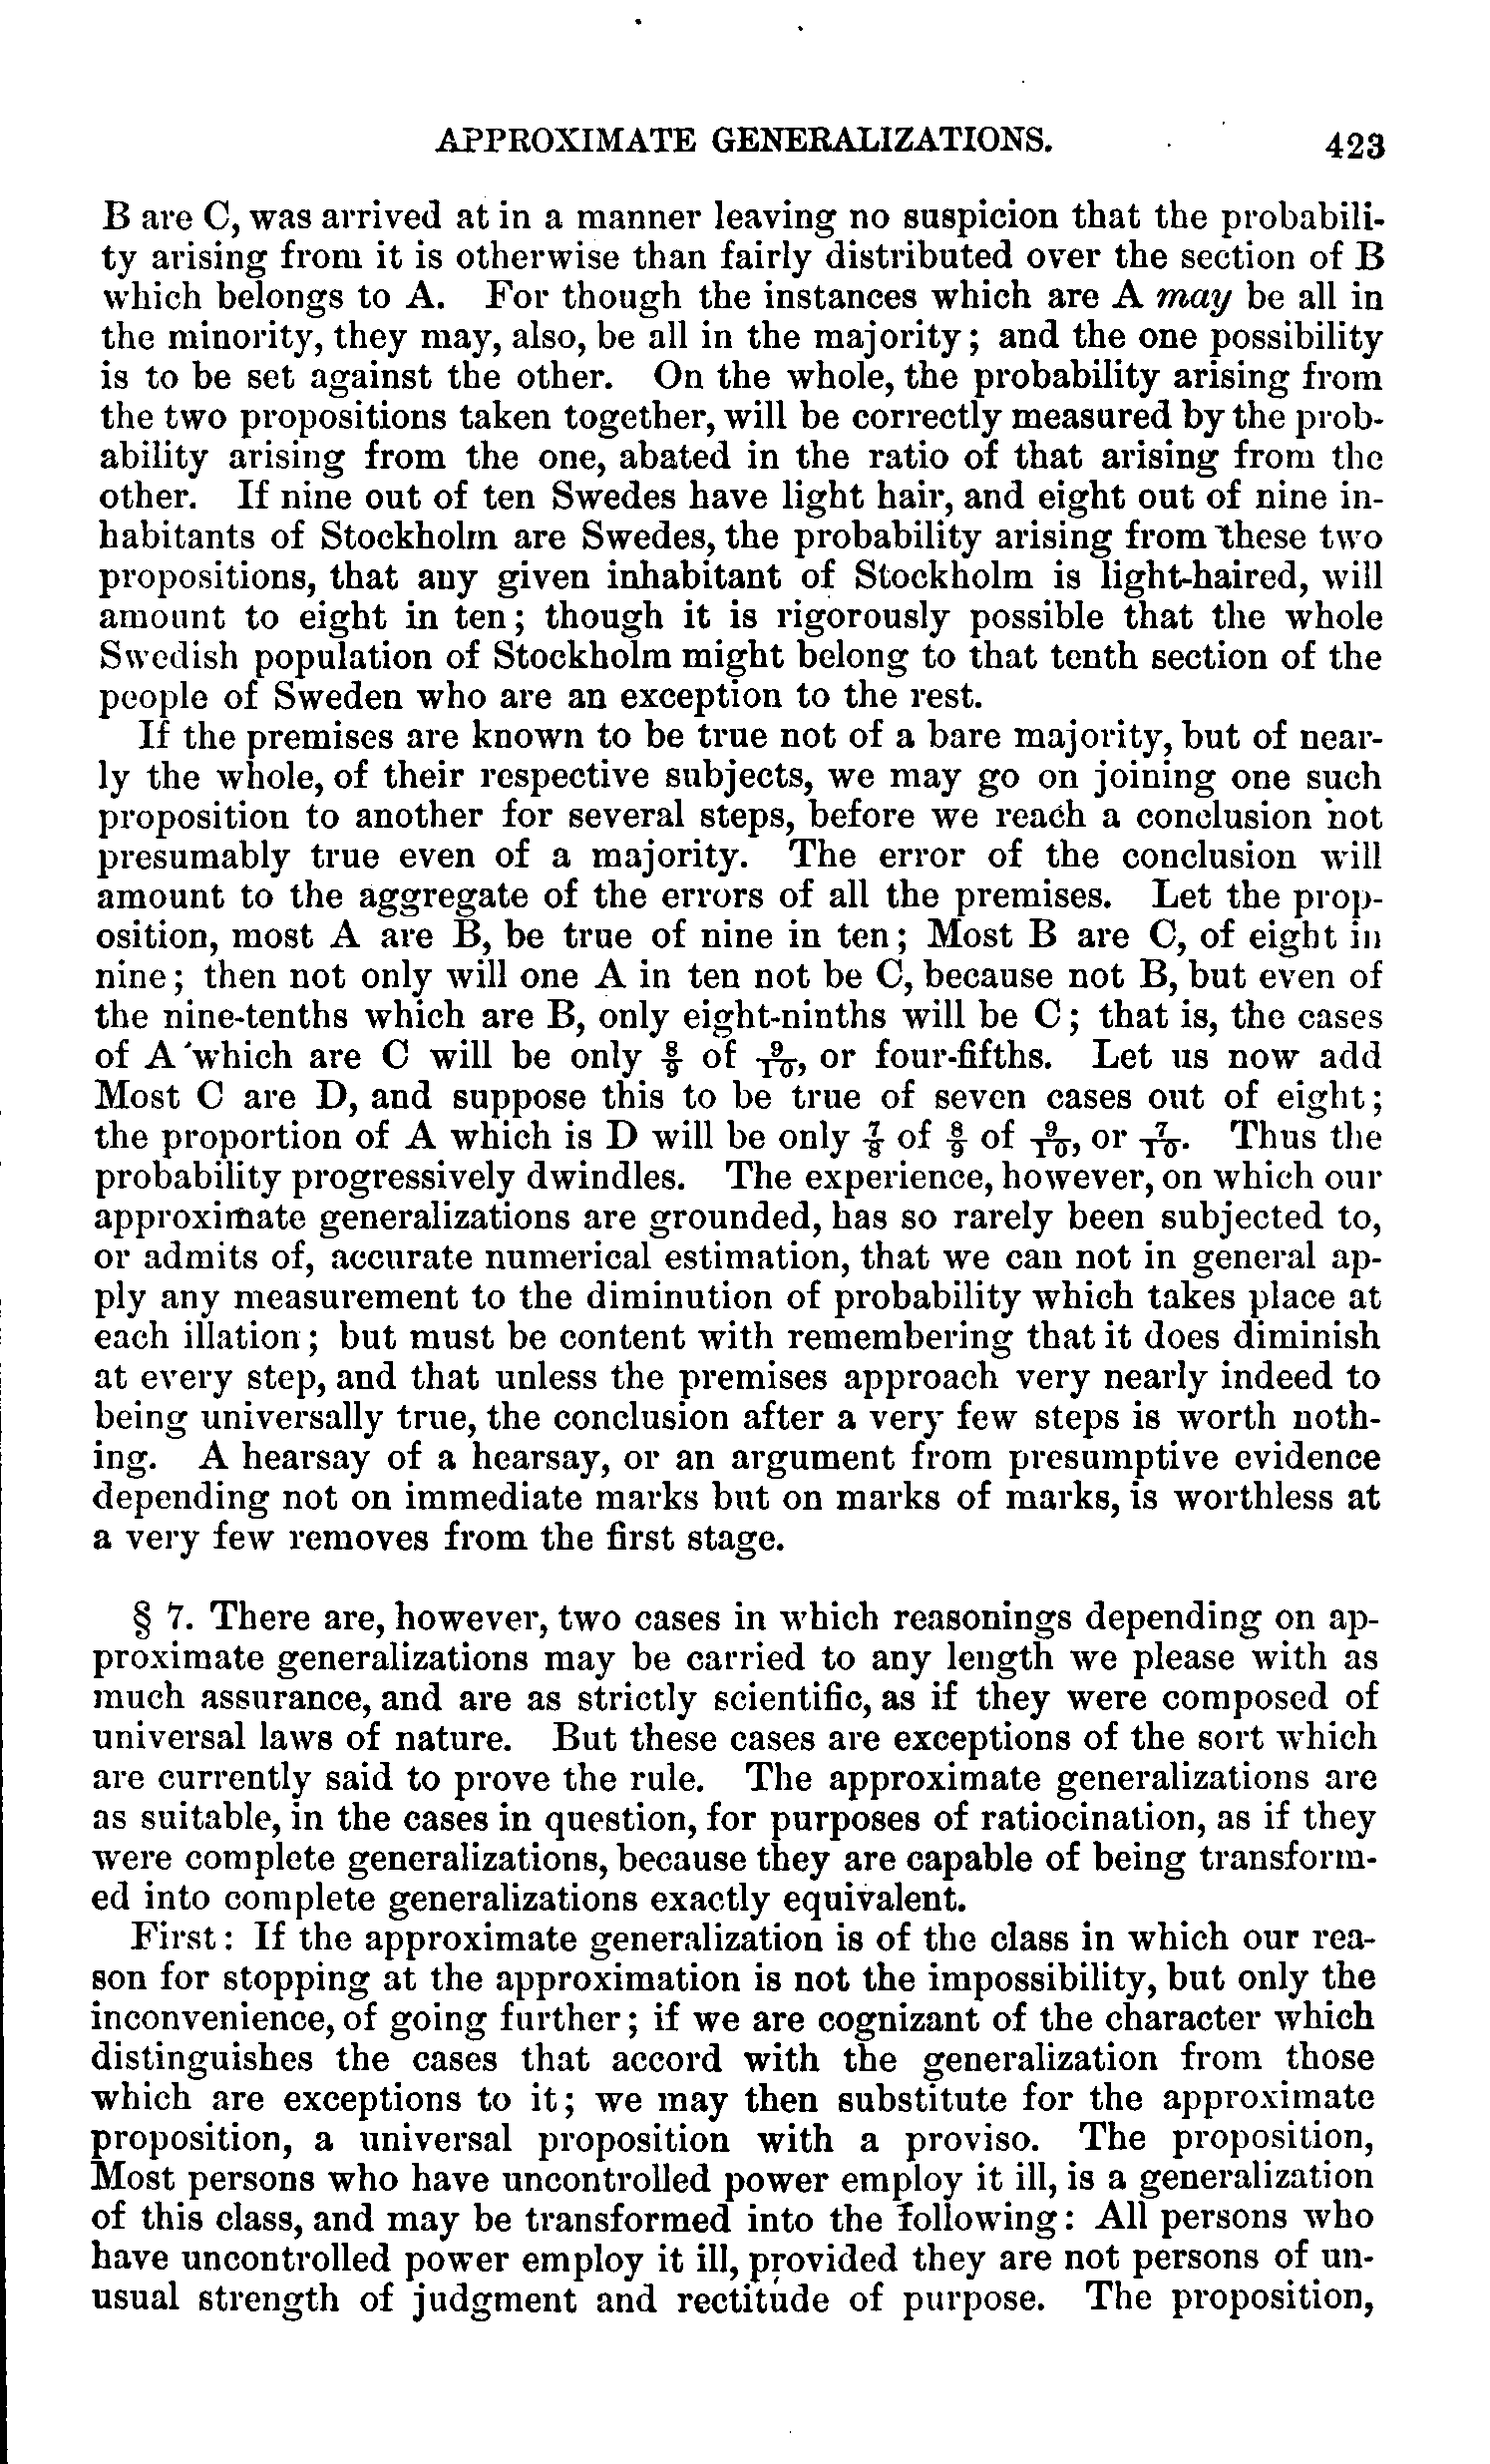 APPROXIMATE GENERALIZATIONS. 423
B are C, was arrived at in a manner leaving no suspicion that the probabili-
ty arising from it is otherwise than fairly distributed over the section of B
which belongs to A. For though the instances which are A may be all in
the minority, they may, also, be all in the majority; and the one possibility
is to be set against the other. On the whole, the probability arising from
the two propositions taken together, will be correctly measured by the prob-
ability arising from the one, abated in the ratio of that arising from the
other. If nine out of ten Swedes have light hair, and eight out of nine in-
habitants of Stockholm are Swedes, the probability arising from these two
propositions, that any given inhabitant of Stockholm is light-haired, will
amount to eight in ten; though it is rigorously possible that the whole
Swedish population of Stockholm might belong to that tenth section of the
people of Sweden who are an exception to the rest.
If the premises are known to be true not of a bare majority, but of near-
ly the whole, of their respective subjects, we may go on joining one such
proposition to another for several steps, before we reach a conclusion not
presumably true even of a majority. The error of the conclusion will
amount to the aggregate of the errors of all the premises. Let the prop-
osition, most A are B, be true of nine in ten; Most B are C, of eight in
nine; then not only will one A in ten not be C, because not B, but even of
the nine-tenths which are B, only eight-ninths will be C; that is, the cases
of A which are C will be only 8/9 of 9/10, or four-fifths. Let us now add
Most C are D, and suppose this to be true of seven cases out of eight;
the proportion of A which is D will be only 7/8 of 8/9 of 9/10, or 7/10. Thus the
probability progressively dwindles. The experience, however, on which our
approximate generalizations are grounded, has so rarely been subjected to,
or admits of, accurate numerical estimation, that we can not in general ap-
ply any measurement to the diminution of probability which takes place at
each illation; but must be content with remembering that it does diminish
at every step, and that unless the premises approach very nearly indeed to
being universally true, the conclusion after a very few steps is worth noth-
ing. A hearsay of a hearsay, or an argument from presumptive evidence
depending not on immediate marks but on marks of marks, is worthless at
a very few removes from the first stage.
§ 7. There are, however, two cases in which reasonings depending on ap-
proximate generalizations may be carried to any length we please with as
much assurance, and are as strictly scientific, as if they were composed of
universal laws of nature. But these cases are exceptions of the sort which
are currently said to prove the rule. The approximate generalizations are
as suitable, in the cases in question, for purposes of ratiocination, as if they
were complete generalizations, because they are capable of being transform-
ed into complete generalizations exactly equivalent.
First: If the approximate generalization is of the class in which our rea-
son for stopping at the approximation is not the impossibility, but only the
inconvenience, of going further; if we are cognizant of the character which
distinguishes the cases that accord with the generalization from those
which are exceptions to it; we may then substitute for the approximate
proposition, a universal proposition with a proviso. The proposition,
Most persons who have uncontrolled power employ it ill, is a generalization
of this class, and may be transformed into the following: All persons who
have uncontrolled power employ it ill, provided they are not persons of un-
usual strength of judgment and rectitude of purpose. The proposition,